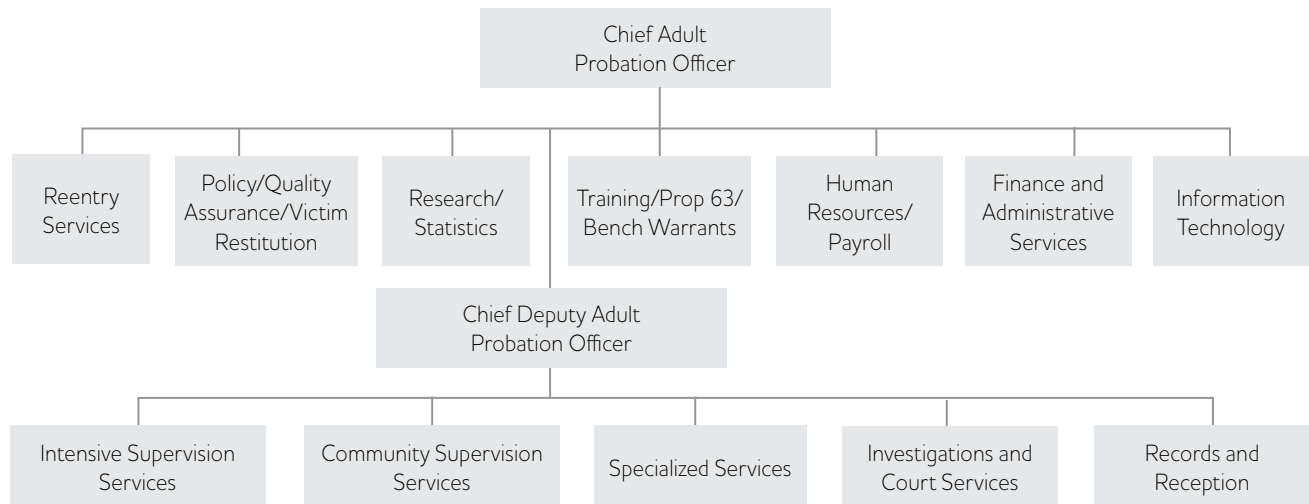 Chief Adult
Probation Officer
Reentry
Services
Policy/Quality
Assurance/Victim
Restitution
Research/
Statistics
Training/Prop 63/
Bench Warrants
Human
Resources/
Payroll
Finance and
Administrative
Services
Information
Technology
Chief Deputy Adult
Probation Officer
Intensive Supervision
Services
Community Supervision
Services
Specialized Services
Investigations and
Court Services
Records and
Reception